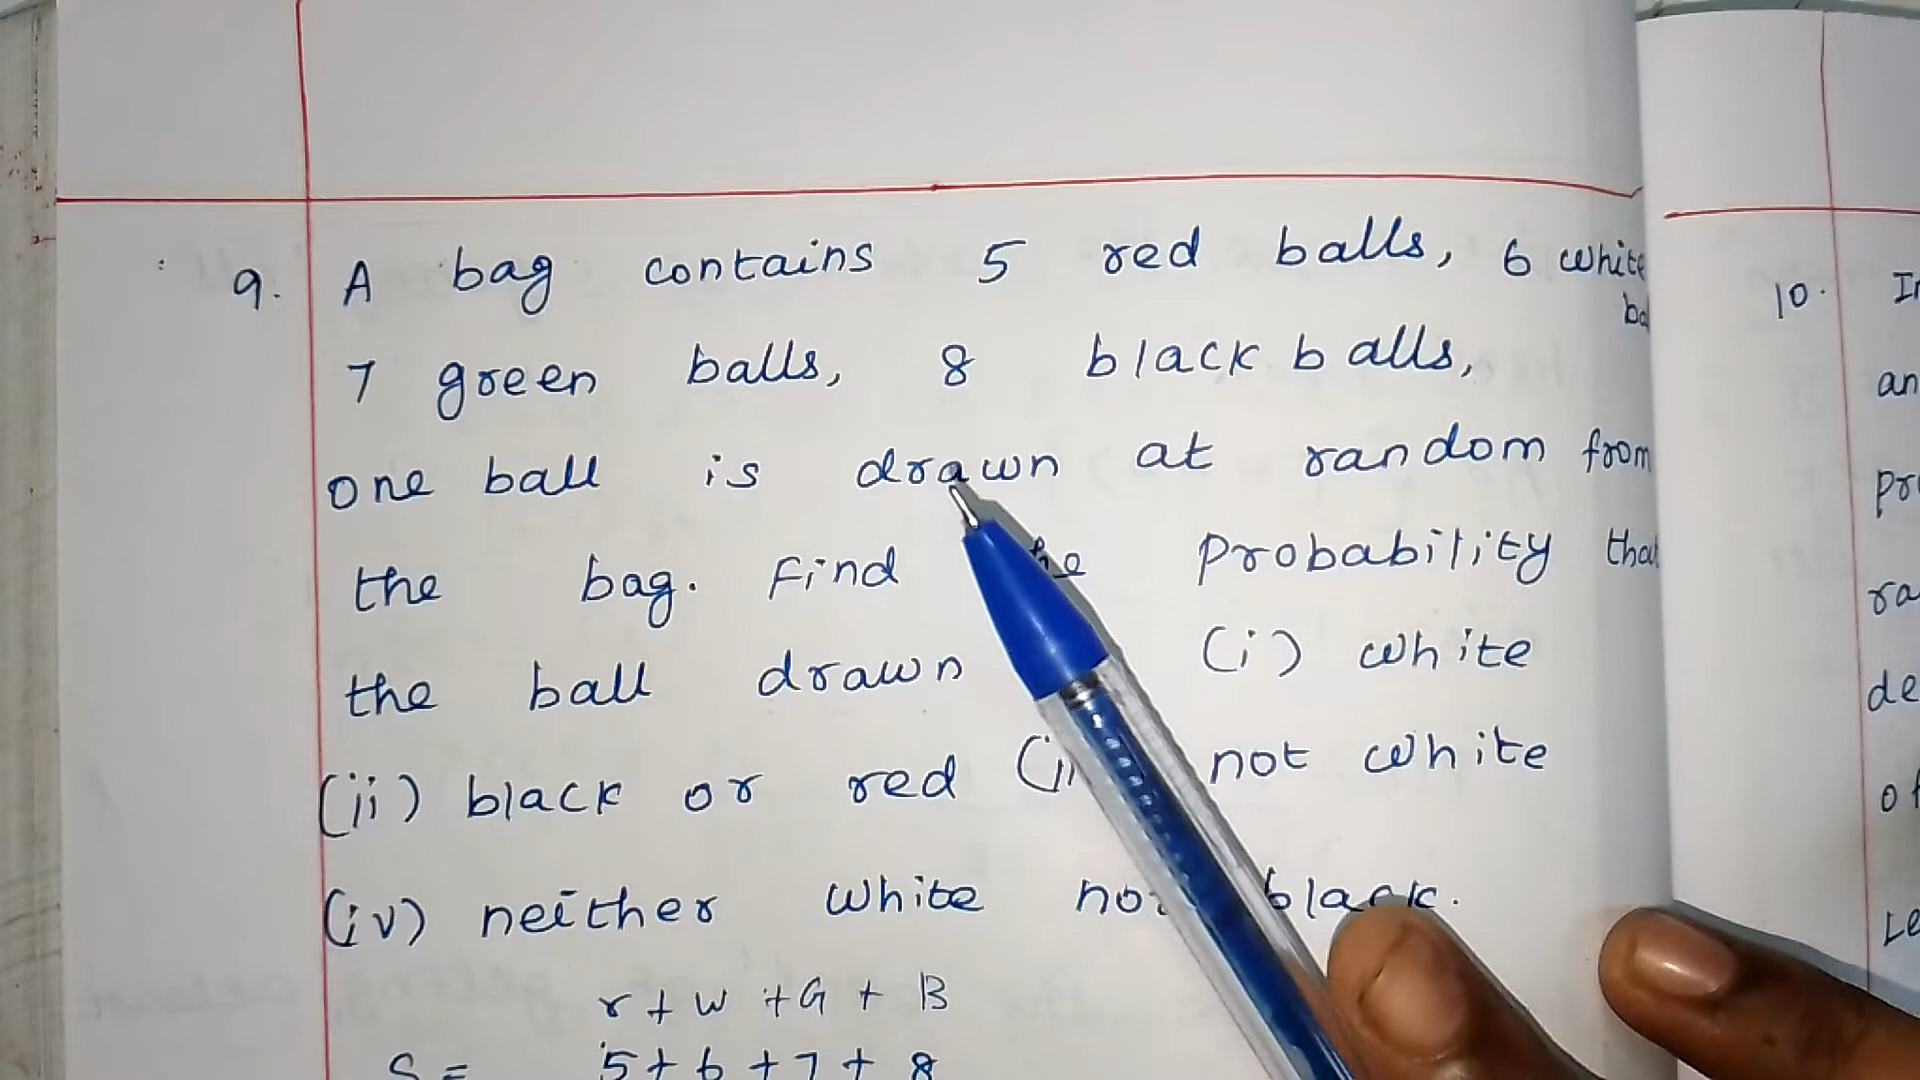 9. A bag contains 5 red balls, 6 white
7 green balls, 8 black balls,
one ball is drawn at random from
the bag. Find probability that
the ball drawn (i) white
(ii) black or red not white
(iv) neither white nor black.
r + W + G + B
S = 5 + 6 + 7 + 8
10.